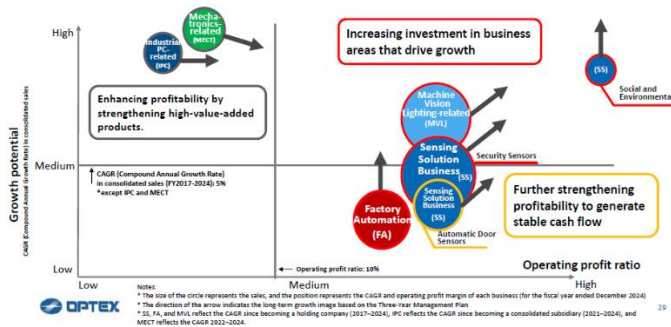 High
Mecha-
tronics-
related
(MECT)
Industrial
PC-
related
(IPC)
Increasing investment in business
areas that drive growth
(SS)
Social and
Environmental
Enhancing profitability by
strengthening high-value-added
products.
Machine
Vision
Lighting-related
(MVL)
Growth potential
CAGR (Compound Annual Growth Rate) in consolidated sales
Medium
CAGR (Compound Annual Growth Rate)
in consolidated sales (FY2017-2024): 5%
*except IPC and MECT
Sensing
Solution
Business
(SS)
Security Sensors
Sensing
Solution
Business
(SS)
Automatic Door
Sensors
Factory
Automation
(FA)
Further strengthening
profitability to generate
stable cash flow
Low
Operating profit ratio: 10%
Operating profit ratio
Low
Medium
High
Notes:
* The size of the circle represents the sales, and the position represents the CAGR and operating profit margin of each business (for the fiscal year ended December 2024)
* The direction of the arrow indicates the long-term growth image based on the Three-Year Management Plan
* SS, FA, and MVL reflect the CAGR since becoming a holding company (2017–2024), IPC reflects the CAGR since becoming a consolidated subsidiary (2021–2024), and
MECT reflects the CAGR 2022–2024.
OPTEX
29